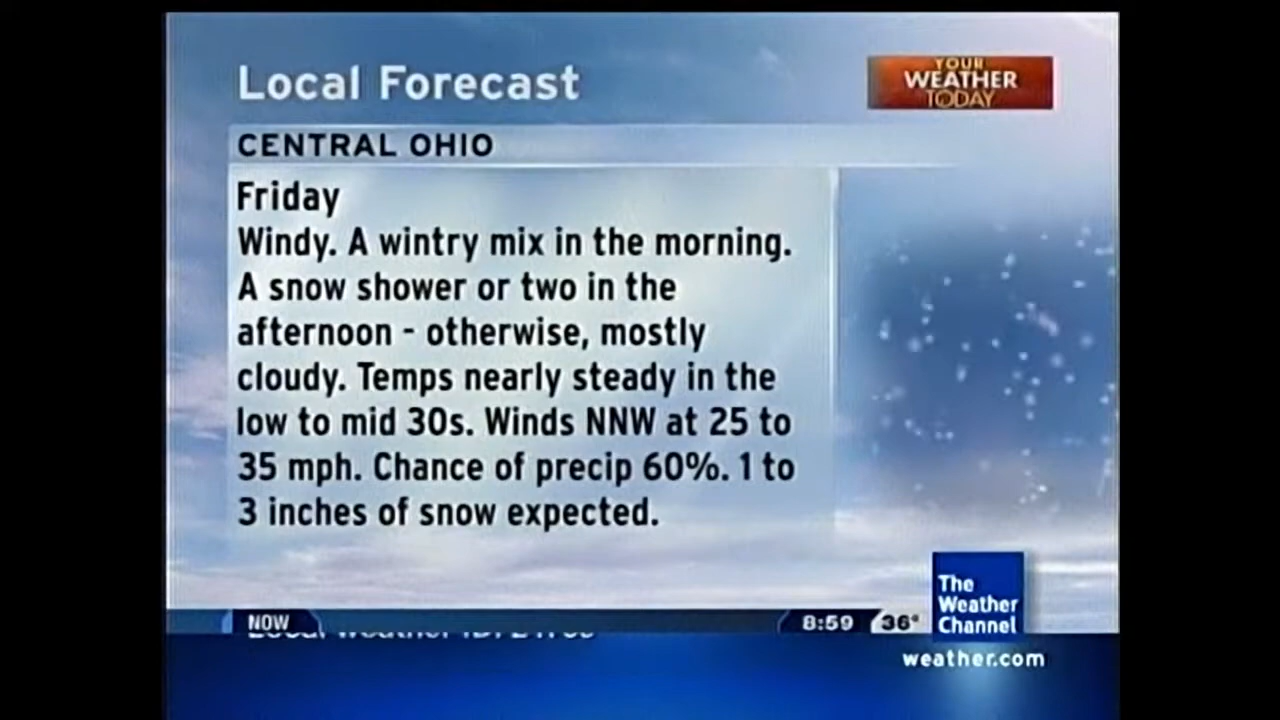 Local Forecast
YOUR
WEATHER
TODAY
CENTRAL OHIO
Friday
Windy. A wintry mix in the morning.
A snow shower or two in the
afternoon - otherwise, mostly
cloudy. Temps nearly steady in the
low to mid 30s. Winds NNW at 25 to
35 mph. Chance of precip 60%. 1 to
3 inches of snow expected.
NOW
8:59 36°
The
Weather
Channel
Local Weather ID:
weather.com